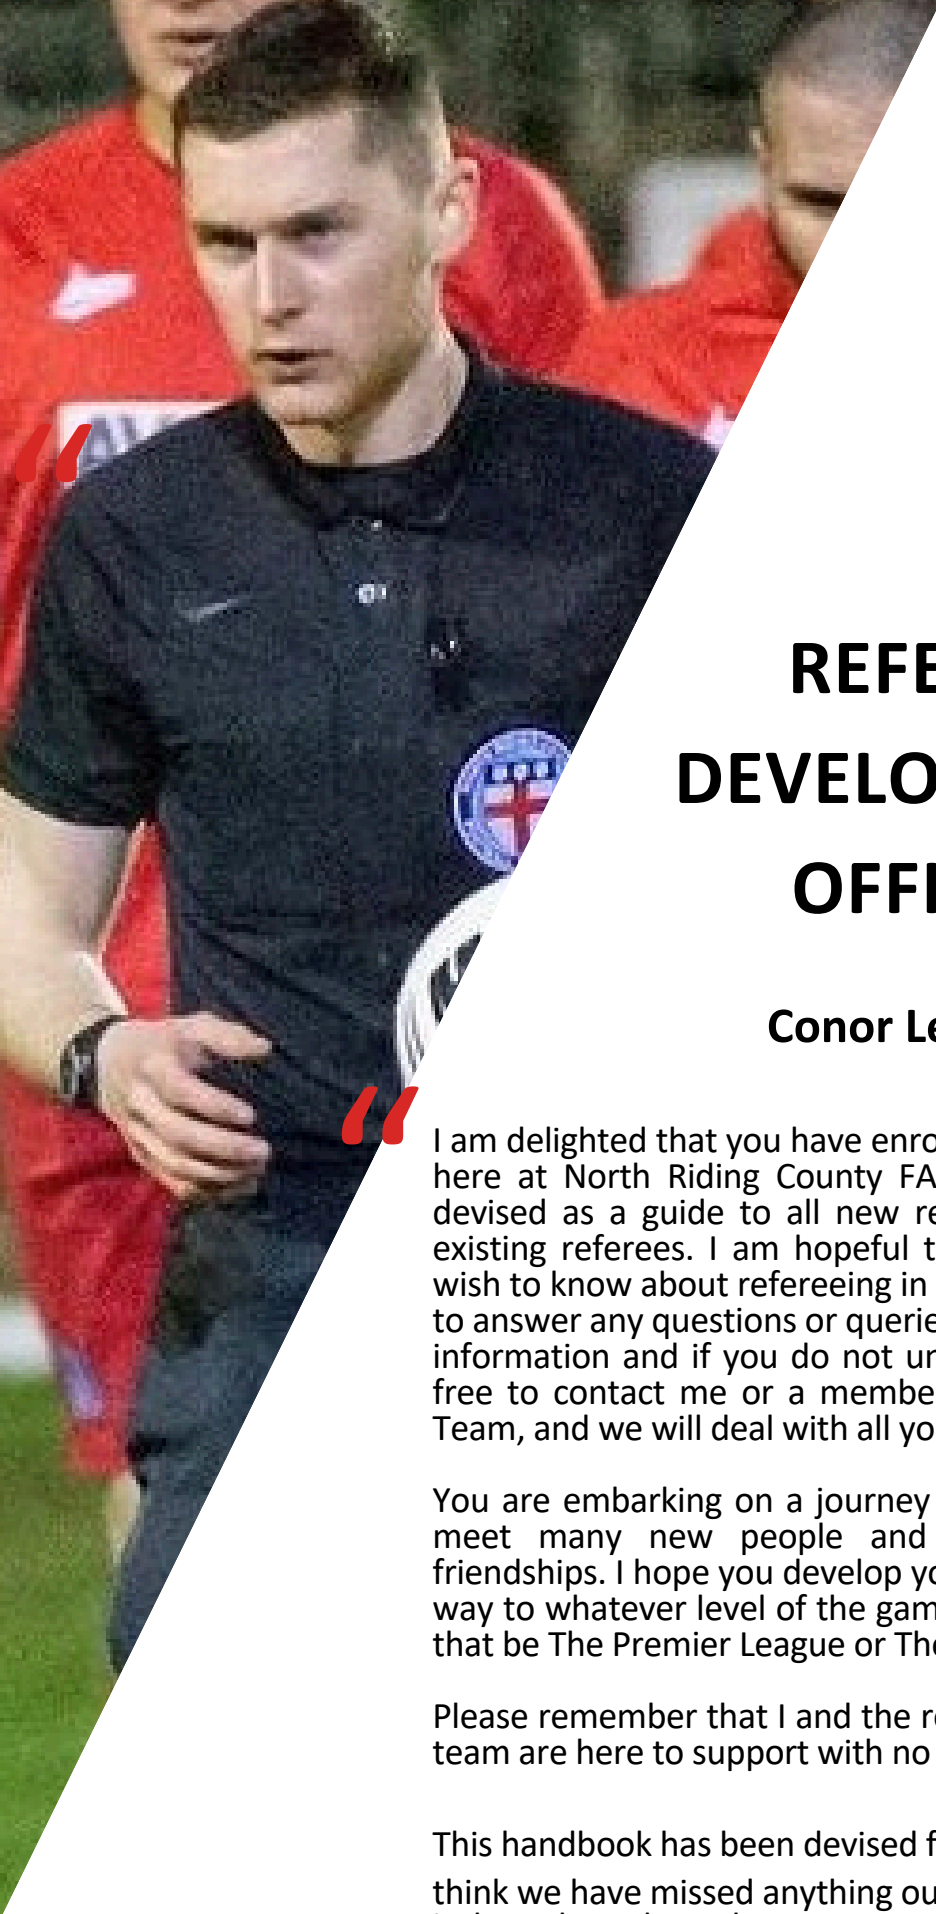 “
REFE
DEVELO
OFFI
Conor Le
“
I am delighted that you have enro
here at North Riding County FA
devised as a guide to all new re
existing referees. I am hopeful t
wish to know about refereeing in
to answer any questions or querie
information and if you do not un
free to contact me or a membe
Team, and we will deal with all yo
You are embarking on a journey
meet many new people and
friendships. I hope you develop yo
way to whatever level of the gam
that be The Premier League or The
Please remember that I and the re
team are here to support with no
This handbook has been devised f
think we have missed anything ou